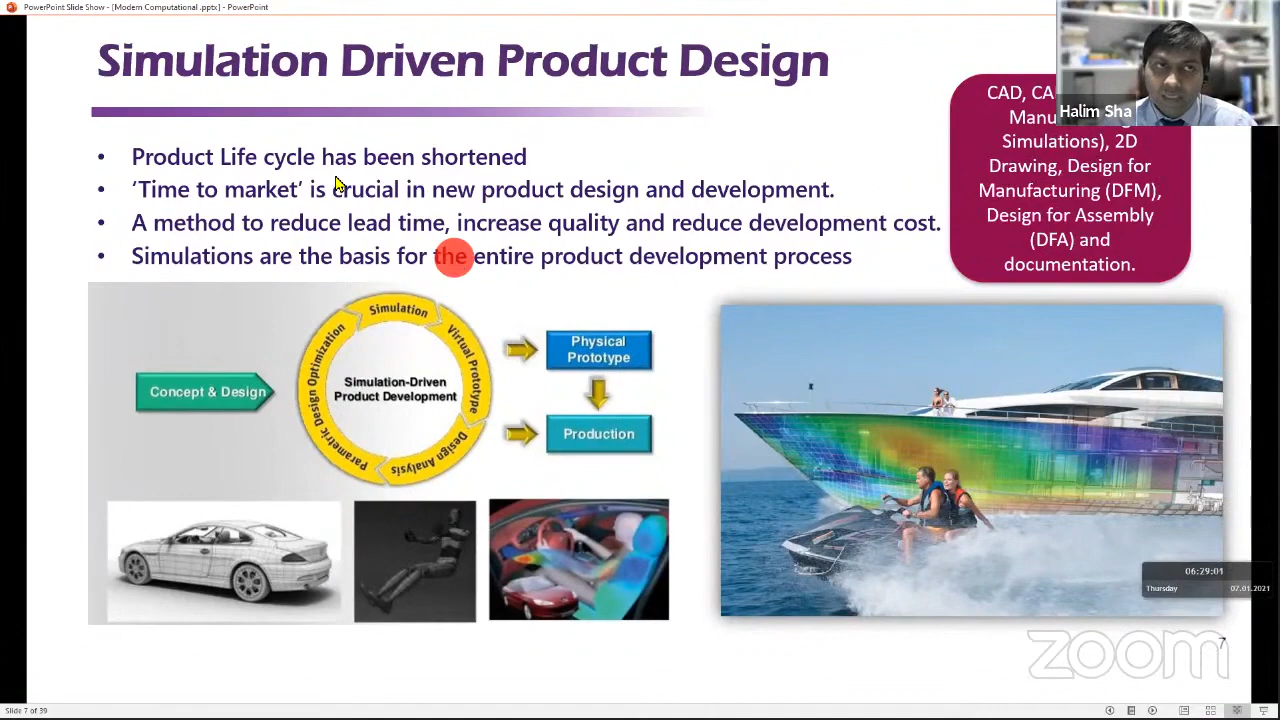 PowerPoint Slide Show - [Modern Computational .pptx] - PowerPoint
Simulation Driven Product Design
• Product Life cycle has been shortened
• ‘Time to market’ is crucial in new product design and development.
• A method to reduce lead time, increase quality and reduce development cost.
• Simulations are the basis for the entire product development process
CAD,
Halim Sha
Simulations), 2D
Drawing, Design for
Manufacturing (DFM),
Design for Assembly
(DFA) and
documentation.
Concept & Design
Simulation
Virtual Prototype
Design Analysis
Parametric Design Optimization
Simulation-Driven
Product Development
Physical
Prototype
Production
06:29:01
Thursday 07.01.2021
7
zoom
Slide 7 of 39